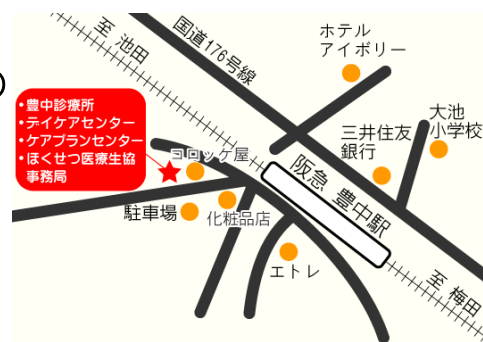 至 池田
国道176号線
ホテル
アイボリー
・豊中診療所
・デイケアセンター
・ケアプランセンター
・ほくせつ医療生協
事務局
コロッケ屋
駐車場
化粧品店
エトレ
阪急 豊中駅
三井住友
銀行
大池
小学校
至 梅田